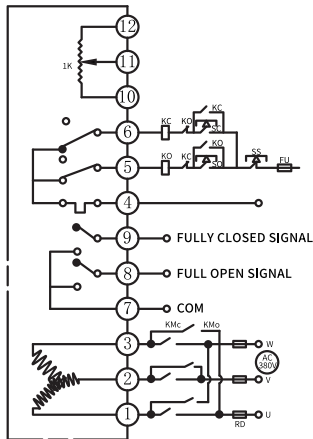 12
11
1K
10
KC
6 KC KO SC
KO
5 KO KC SO SS FU
4
9 FULLY CLOSED SIGNAL
8 FULL OPEN SIGNAL
7 COM
3 KMc KMo W
AC
380V
2 V
1 RD U